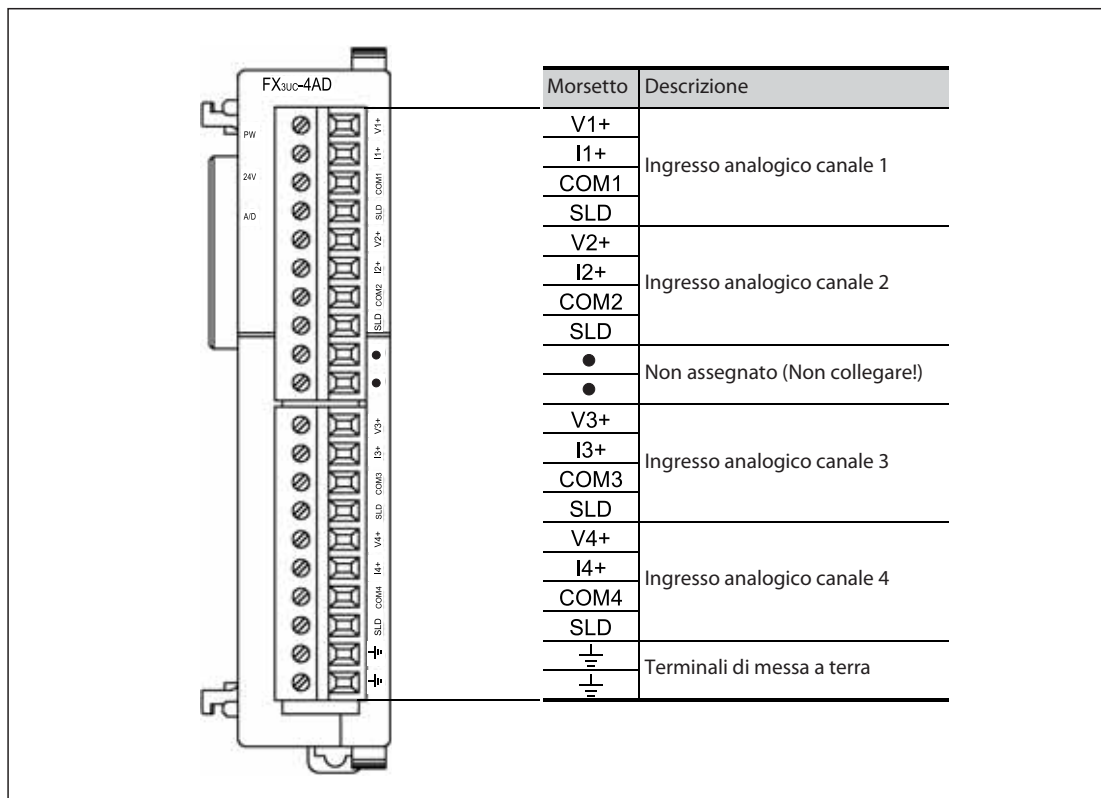 FX3UC-4AD
PW
24V
A/D
V1+
I1+
COM1
SLD
V2+
I2+
COM2
SLD
●
●
V3+
I3+
COM3
SLD
V4+
I4+
COM4
SLD
Morsetto Descrizione
V1+
I1+
COM1
SLD
Ingresso analogico canale 1
V2+
I2+
COM2
SLD
Ingresso analogico canale 2
●
●
Non assegnato (Non collegare!)
V3+
I3+
COM3
SLD
Ingresso analogico canale 3
V4+
I4+
COM4
SLD
Ingresso analogico canale 4
Terminali di messa a terra